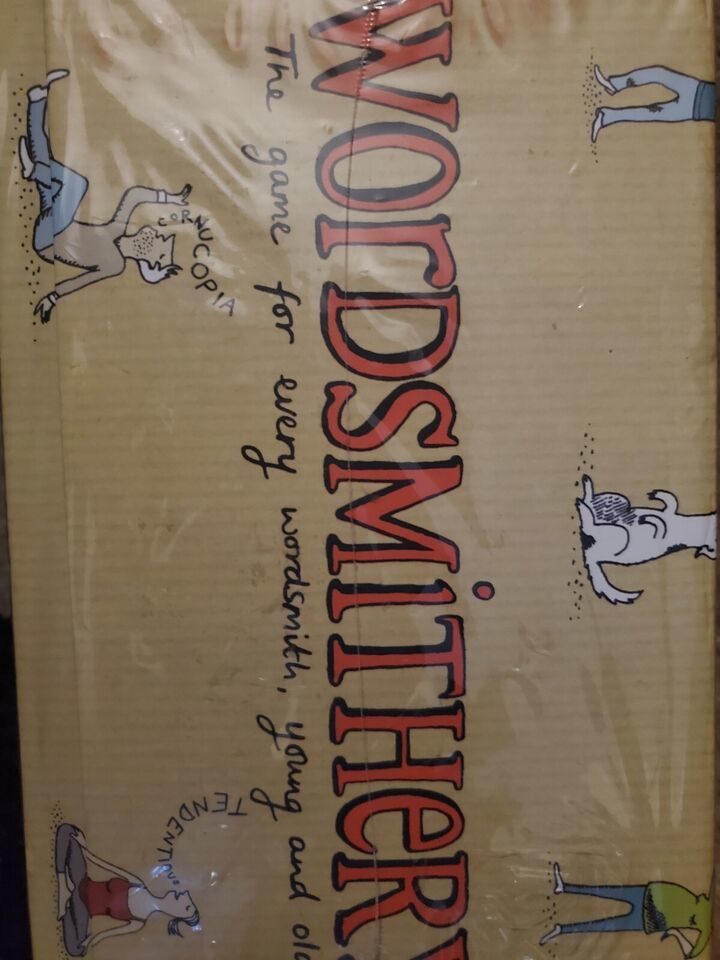 WORDSMITHERY
The game for every wordsmith, young and old
CORNUCOPIA
TENDENTIOUS